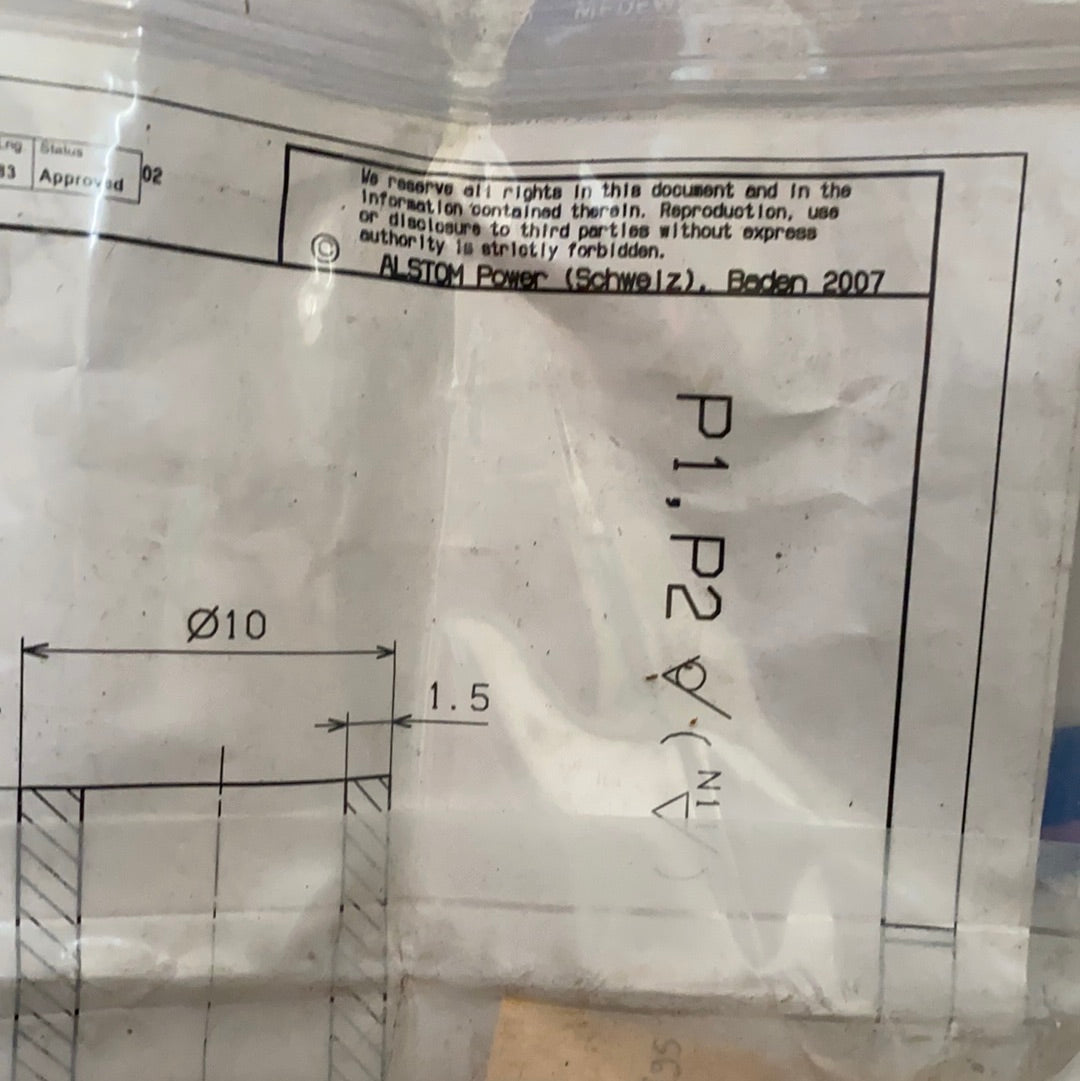 Status
33
Approved
02
We reserve all rights in this document and in the
information contained therein. Reproduction, use
or disclosure to third parties without express
authority is strictly forbidden.
©
ALSTOM Power (Schweiz), Baden 2007
P1, P2
( N1 )
Ø10
1.5